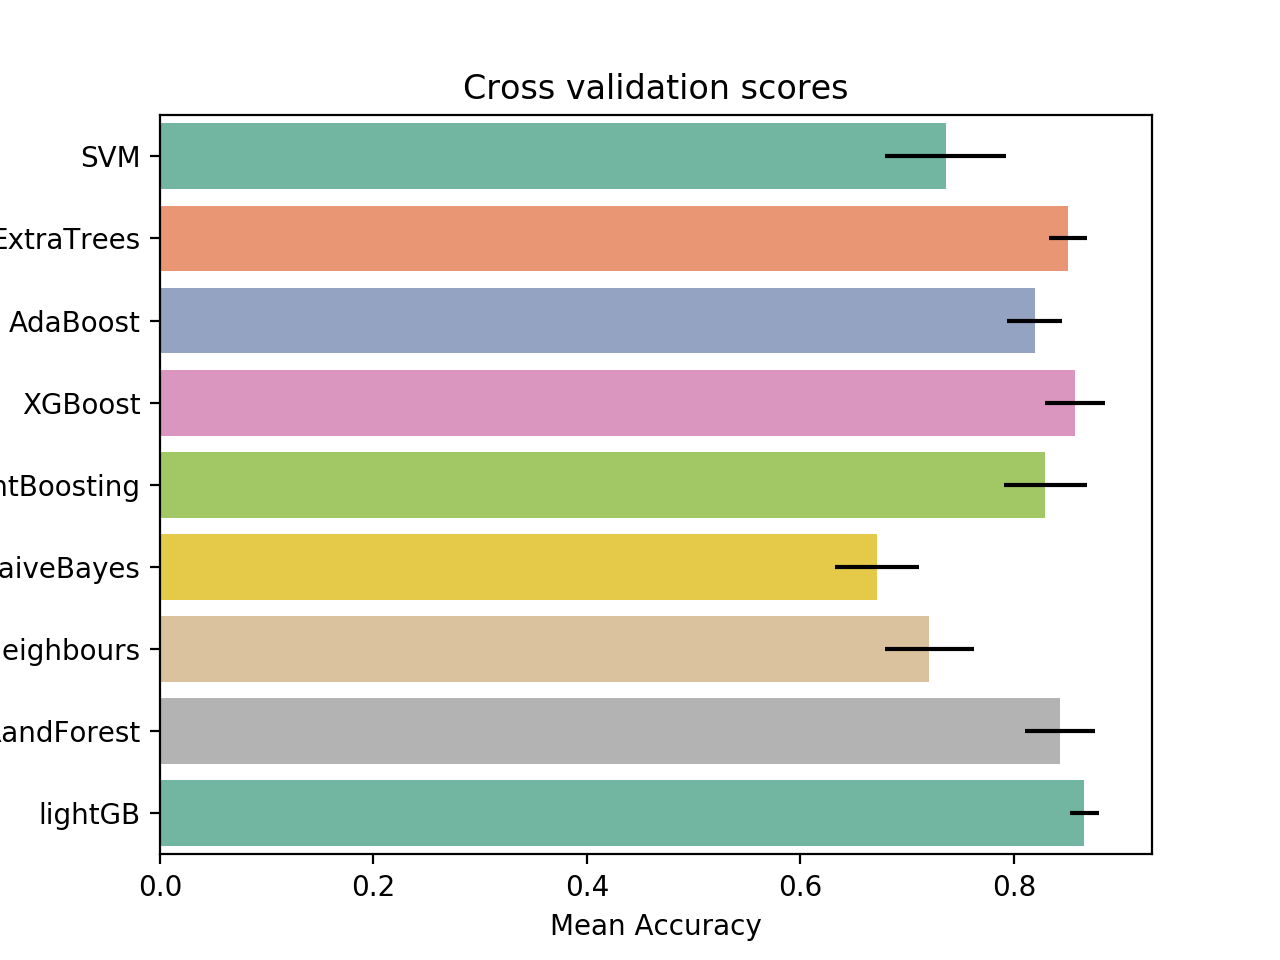 Cross validation scores
SVM
ExtraTrees
AdaBoost
XGBoost
ntBoosting
aiveBayes
eighbours
andForest
lightGB
0.0 0.2 0.4 0.6 0.8
Mean Accuracy